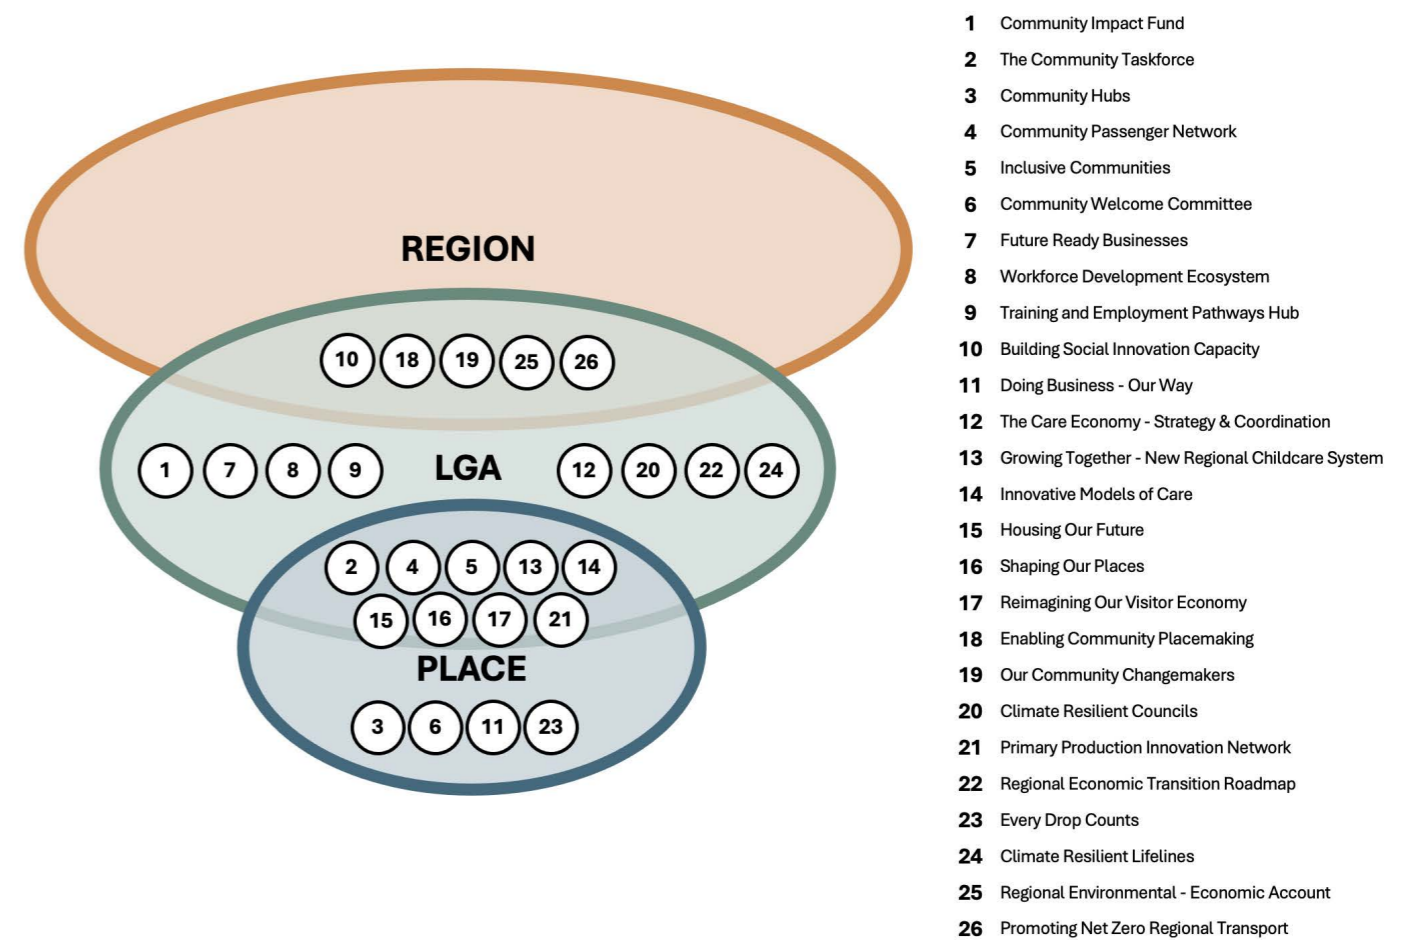 REGION
10 18 19 25 26
1 7 8 9 LGA 12 20 22 24
2 4 5 13 14
15 16 17 21
PLACE
3 6 11 23
1 Community Impact Fund
2 The Community Taskforce
3 Community Hubs
4 Community Passenger Network
5 Inclusive Communities
6 Community Welcome Committee
7 Future Ready Businesses
8 Workforce Development Ecosystem
9 Training and Employment Pathways Hub
10 Building Social Innovation Capacity
11 Doing Business - Our Way
12 The Care Economy - Strategy & Coordination
13 Growing Together - New Regional Childcare System
14 Innovative Models of Care
15 Housing Our Future
16 Shaping Our Places
17 Reimagining Our Visitor Economy
18 Enabling Community Placemaking
19 Our Community Changemakers
20 Climate Resilient Councils
21 Primary Production Innovation Network
22 Regional Economic Transition Roadmap
23 Every Drop Counts
24 Climate Resilient Lifelines
25 Regional Environmental - Economic Account
26 Promoting Net Zero Regional Transport